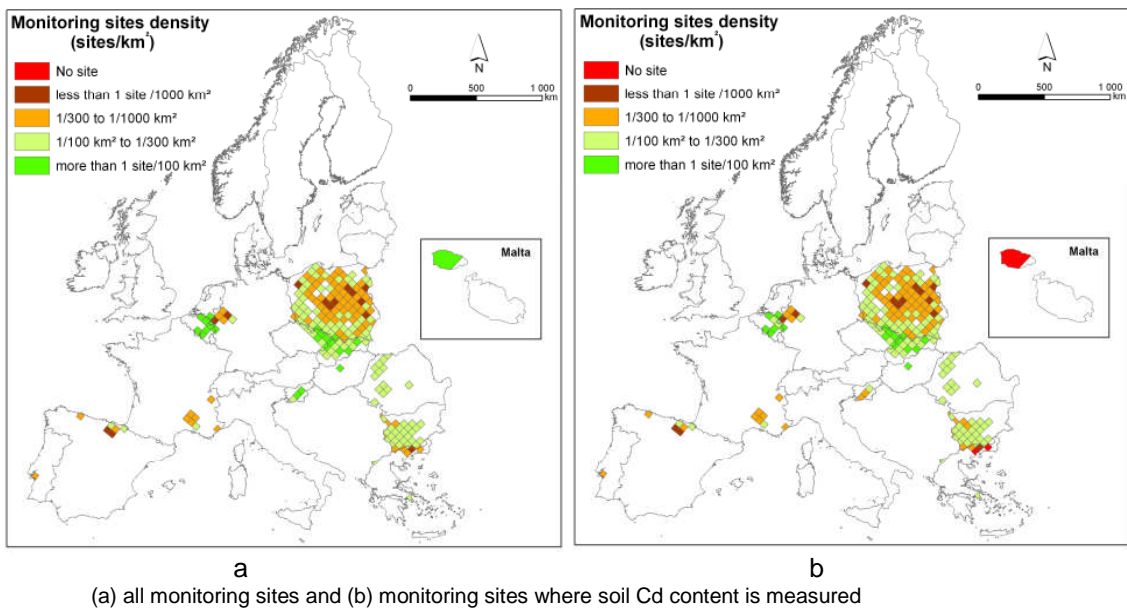 Monitoring sites density
(sites/km²)
No site
less than 1 site /1000 km²
1/300 to 1/1000 km²
1/100 km² to 1/300 km²
more than 1 site/100 km²
N
0 500 1 000
km
Malta
a
Monitoring sites density
(sites/km²)
No site
less than 1 site /1000 km²
1/300 to 1/1000 km²
1/100 km² to 1/300 km²
more than 1 site/100 km²
N
0 500 1 000
km
Malta
b
(a) all monitoring sites and (b) monitoring sites where soil Cd content is measured